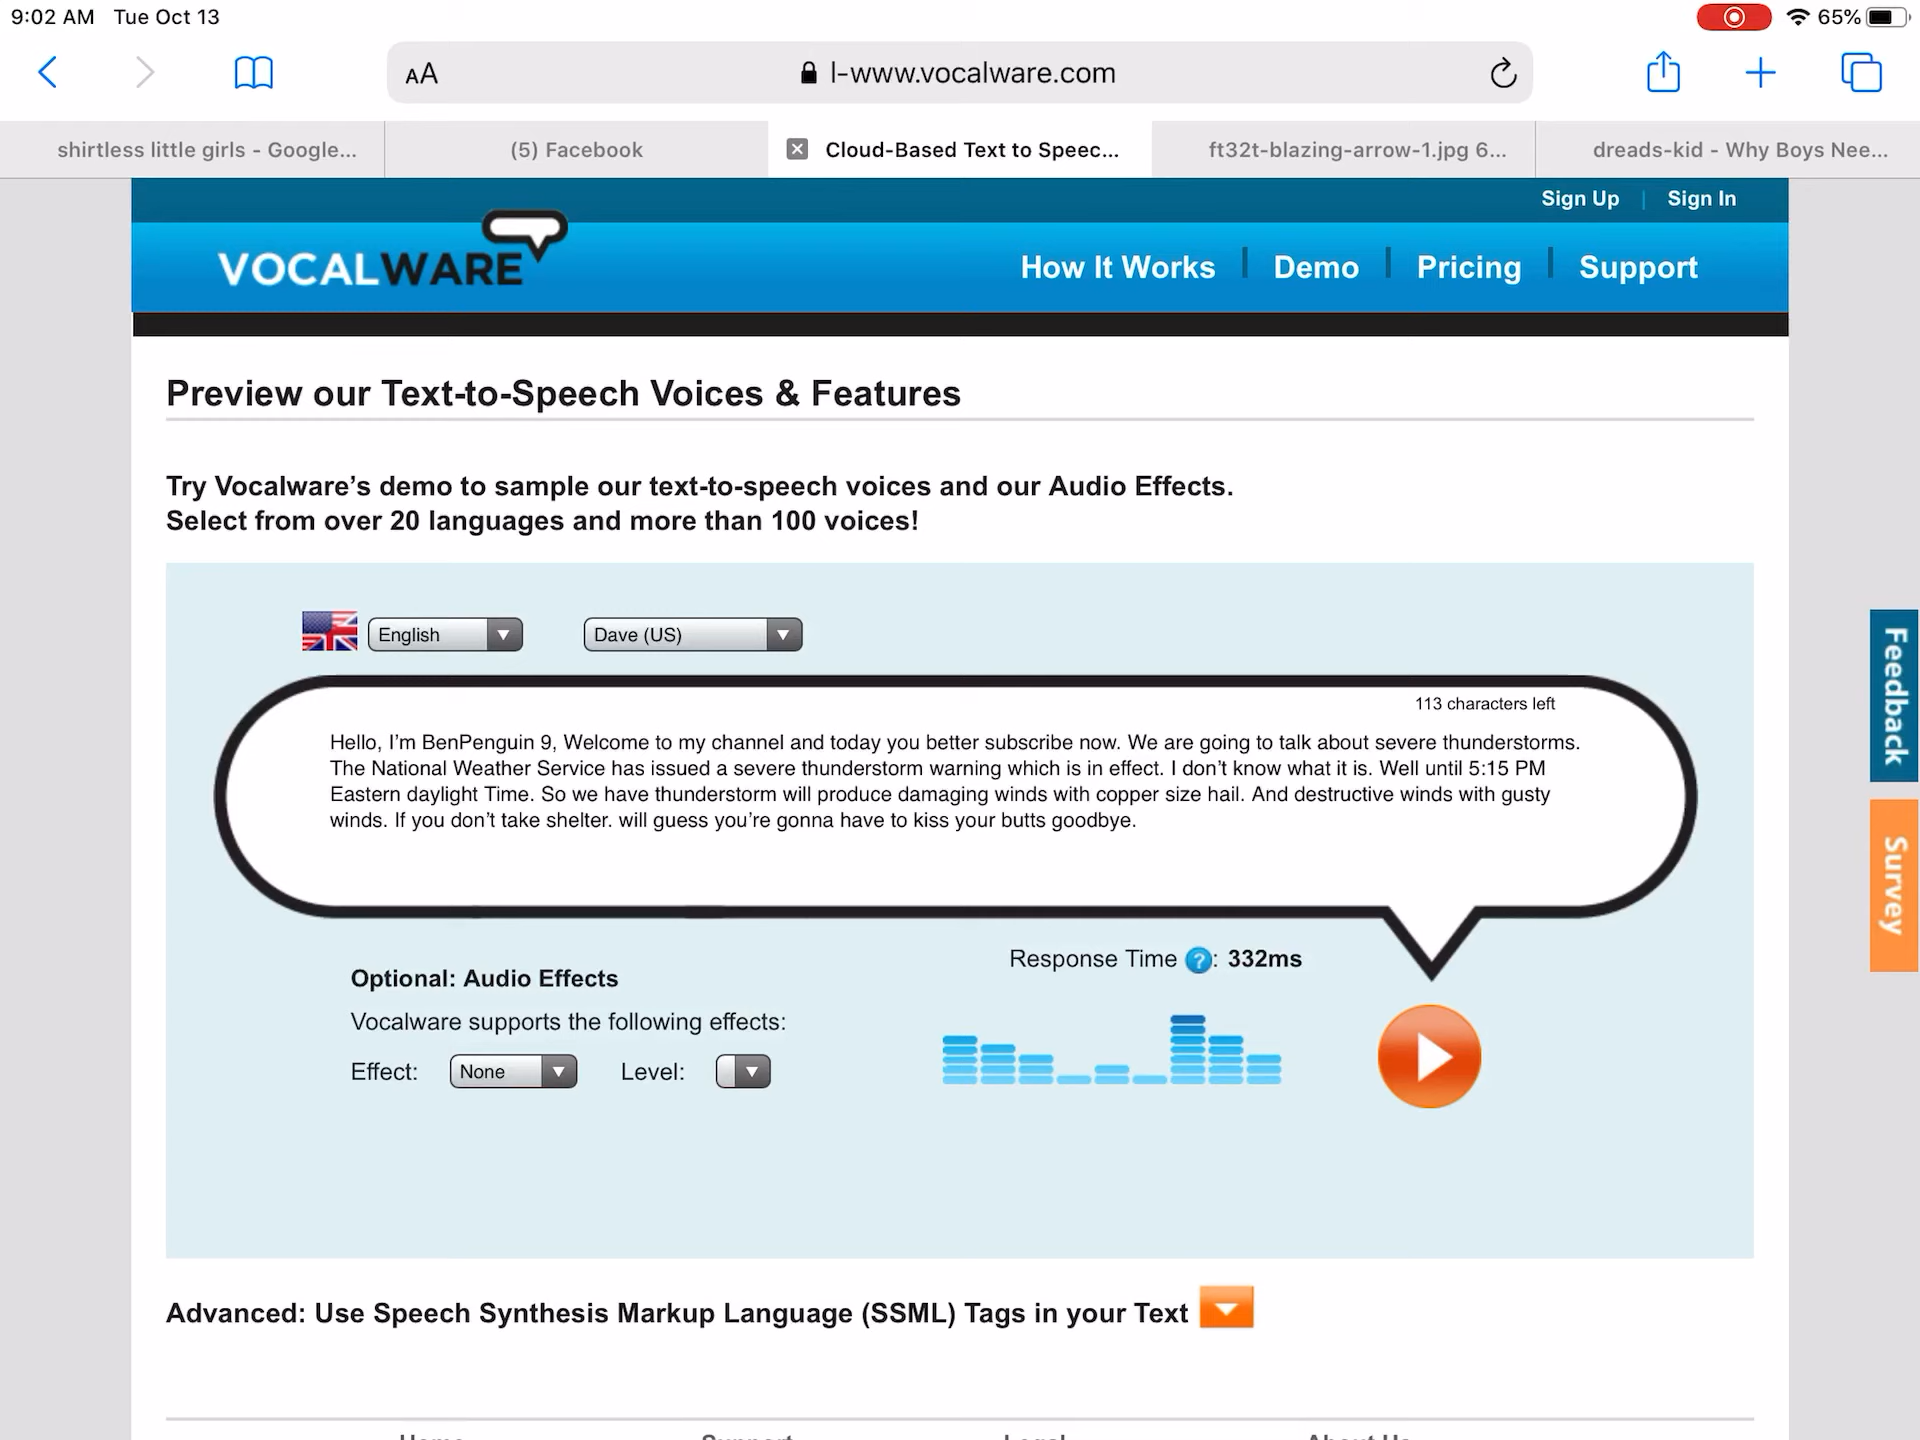 9:02 AM Tue Oct 13
65%
AA
l-www.vocalware.com
shirtless little girls - Google...
(5) Facebook
Cloud-Based Text to Speec...
ft32t-blazing-arrow-1.jpg 6...
dreads-kid - Why Boys Nee...
Sign Up | Sign In
VOCALWARE
How It Works | Demo | Pricing | Support
Preview our Text-to-Speech Voices & Features
Try Vocalware's demo to sample our text-to-speech voices and our Audio Effects.
Select from over 20 languages and more than 100 voices!
English
Dave (US)
113 characters left
Hello, I'm BenPenguin 9, Welcome to my channel and today you better subscribe now. We are going to talk about severe thunderstorms.
The National Weather Service has issued a severe thunderstorm warning which is in effect. I don't know what it is. Well until 5:15 PM
Eastern daylight Time. So we have thunderstorm will produce damaging winds with copper size hail. And destructive winds with gusty
winds. If you don't take shelter. will guess you're gonna have to kiss your butts goodbye.
Feedback
Survey
Response Time ?: 332ms
Optional: Audio Effects
Vocalware supports the following effects:
Effect: None Level:
Advanced: Use Speech Synthesis Markup Language (SSML) Tags in your Text